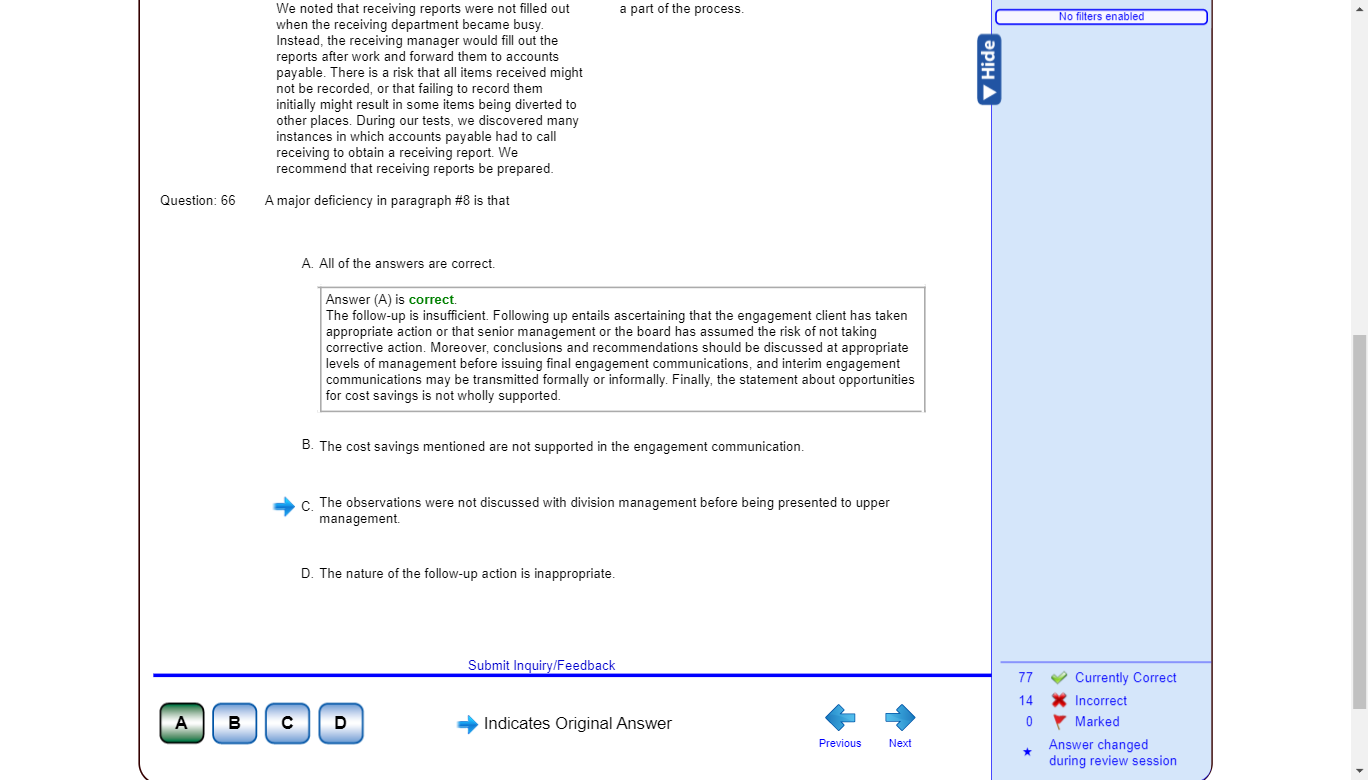 We noted that receiving reports were not filled out
when the receiving department became busy.
Instead, the receiving manager would fill out the
reports after work and forward them to accounts
payable. There is a risk that all items received might
not be recorded, or that failing to record them
initially might result in some items being diverted to
other places. During our tests, we discovered many
instances in which accounts payable had to call
receiving to obtain a receiving report. We
recommend that receiving reports be prepared.
a part of the process.
No filters enabled
Hide
Question: 66 A major deficiency in paragraph #8 is that
A. All of the answers are correct.
Answer (A) is correct.
The follow-up is insufficient. Following up entails ascertaining that the engagement client has taken
appropriate action or that senior management or the board has assumed the risk of not taking
corrective action. Moreover, conclusions and recommendations should be discussed at appropriate
levels of management before issuing final engagement communications, and interim engagement
communications may be transmitted formally or informally. Finally, the statement about opportunities
for cost savings is not wholly supported.
B. The cost savings mentioned are not supported in the engagement communication.
C. The observations were not discussed with division management before being presented to upper
management.
D. The nature of the follow-up action is inappropriate.
Submit Inquiry/Feedback
A B C D
Indicates Original Answer
Previous Next
77 Currently Correct
14 Incorrect
0 Marked
Answer changed
during review session